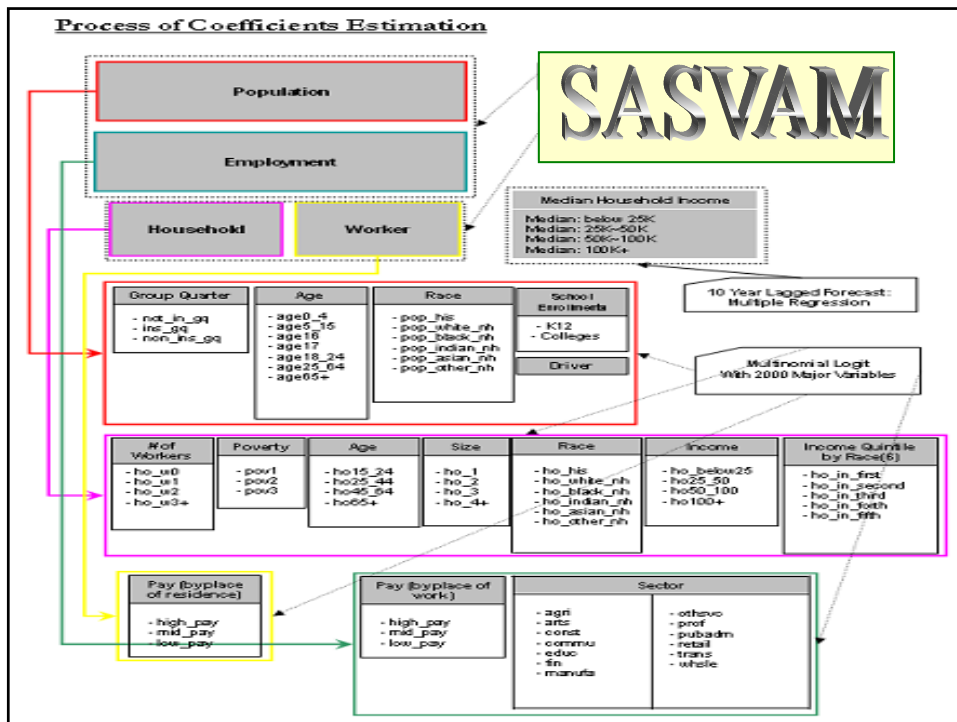 Process of Coefficients Estimation
SASVAM
Population
Employment
Household
Worker
Median Household Income
Median: below 25K
Median: 25K~50K
Median: 50K~100K
Median: 100K+
10 Year Lagged Forecast:
Multiple Regression
Multinomial Logit
With 2000 Major Variables
Group Quarter
- not_in_gq
- ins_gq
- non_ins_gq
Age
- age0_4
- age5_15
- age16
- age17
- age18_24
- age25_64
- age65+
Race
- pop_his
- pop_white_nh
- pop_black_nh
- pop_indian_nh
- pop_asian_nh
- pop_other_nh
School
Enrollments
- K12
- Colleges
Driver
# of
Workers
- ho_w0
- ho_w1
- ho_w2
- ho_w3+
Poverty
- pov1
- pov2
- pov3
Age
- ho15_24
- ho25_44
- ho45_64
- ho65+
Size
- ho_1
- ho_2
- ho_3
- ho_4+
Race
- ho_his
- ho_white_nh
- ho_black_nh
- ho_indian_nh
- ho_asian_nh
- ho_other_nh
Income
- ho_below25
- ho25_50
- ho50_100
- ho100+
Income Quintile
by Race(6)
- ho_in_first
- ho_in_second
- ho_in_third
- ho_in_forth
- ho_in_fifth
Pay (byplace
of residence)
- high_pay
- mid_pay
- low_pay
Pay (byplace of
work)
- high_pay
- mid_pay
- low_pay
Sector
- agri
- arts
- const
- commu
- educ
- fin
- manufa
- othsvc
- prof
- pubadm
- retail
- trans
- whsle